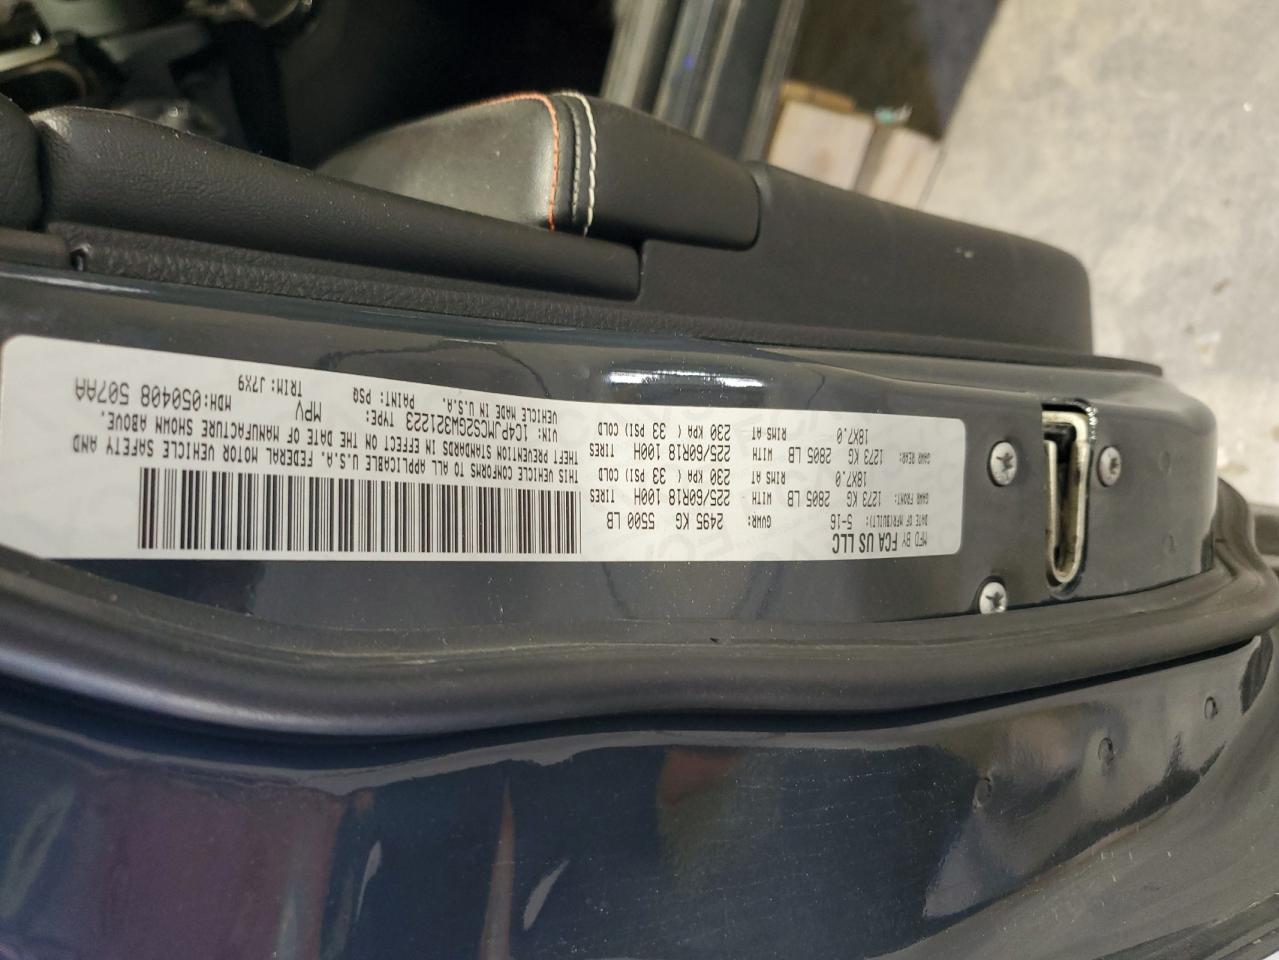 MFD BY FCA US LLC
DATE OF MFR(BUILT): 5-16 GVWR: 2495 KG 5500 LB
GAWR FRONT: 1273 KG 2805 LB WITH 225/60R18 100H TIRES
18X7.0 RIMS AT 230 KPA ( 33 PSI) COLD
GAWR REAR: 1273 KG 2805 LB WITH 225/60R18 100H TIRES
18X7.0 RIMS AT 230 KPA ( 33 PSI) COLD
THIS VEHICLE CONFORMS TO ALL APPLICABLE U.S.A. FEDERAL MOTOR VEHICLE SAFETY AND
THEFT PREVENTION STANDARDS IN EFFECT ON THE DATE OF MANUFACTURE SHOWN ABOVE.
VIN: 1C4PJMCS2GW321223 TYPE: MPV MDH:050408 507AA
VEHICLE MADE IN U.S.A. PAINT: PSQ TRIM: J7X9